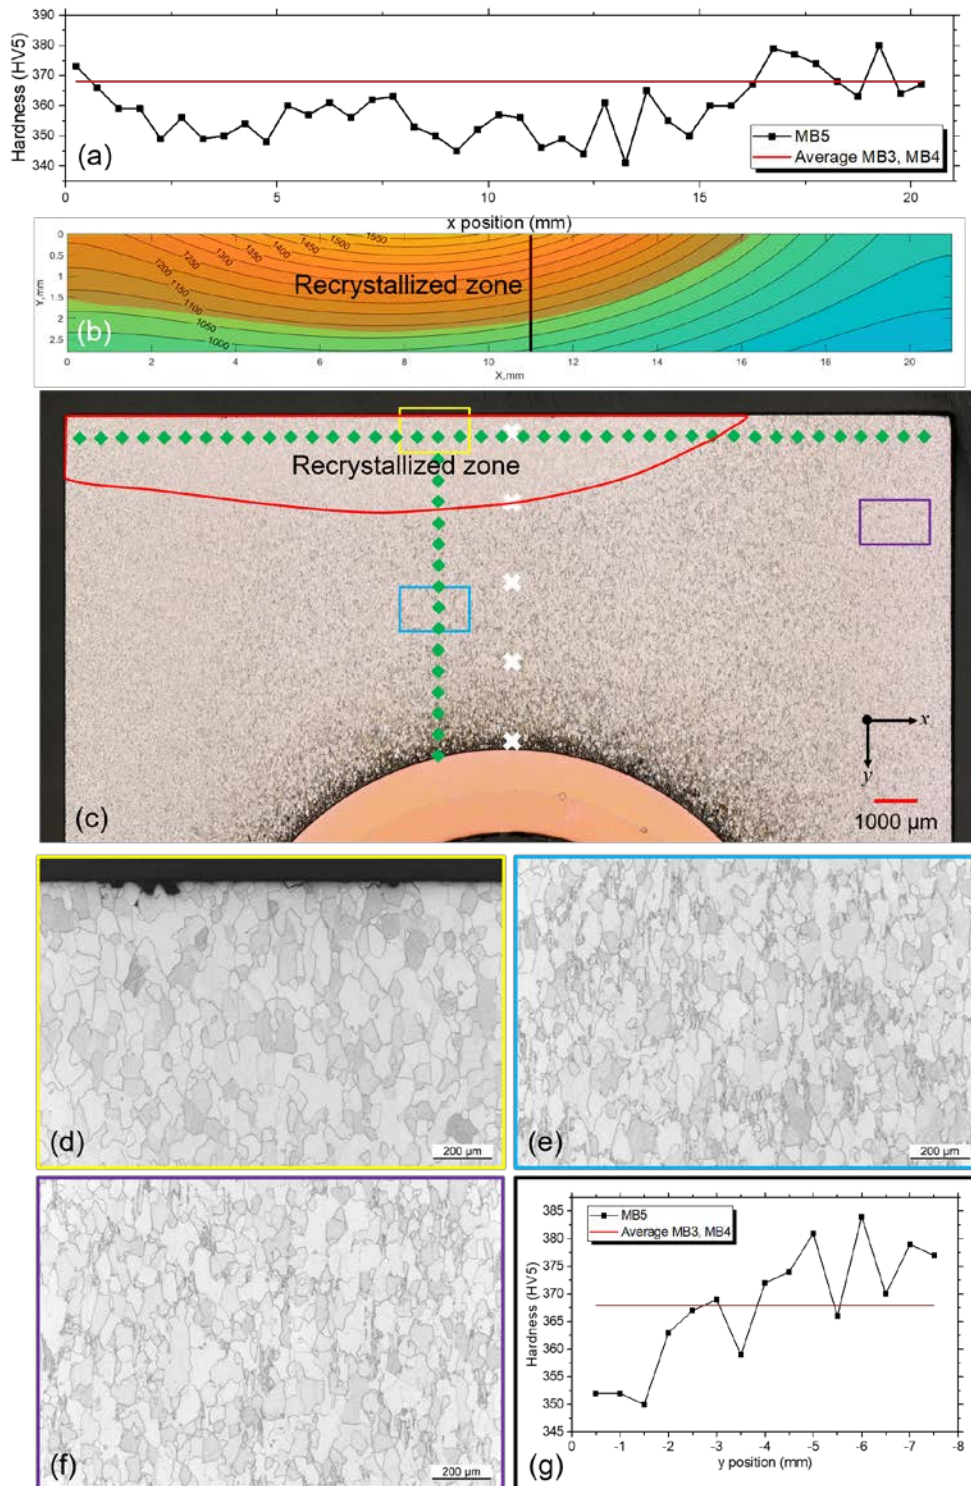 390
380
370
360
350
340
Hardness (HV5)
(a)
MB5
Average MB3, MB4
0
5
10
15
20
x position (mm)
0
0.5
1
1.5
2
2.5
Y,mm
1550
1500
1450
1400
1350
1300
1250
1200
1150
1100
1050
1000
Recrystallized zone
(b)
0
2
4
6
8
10
12
14
16
18
20
X,mm
Recrystallized zone
x
y
(c)
1000 µm
(d)
200 µm
(e)
200 µm
(f)
200 µm
385
380
375
370
365
360
355
350
345
Hardness (HV5)
MB5
Average MB3, MB4
(g)
0
-1
-2
-3
-4
-5
-6
-7
-8
y position (mm)